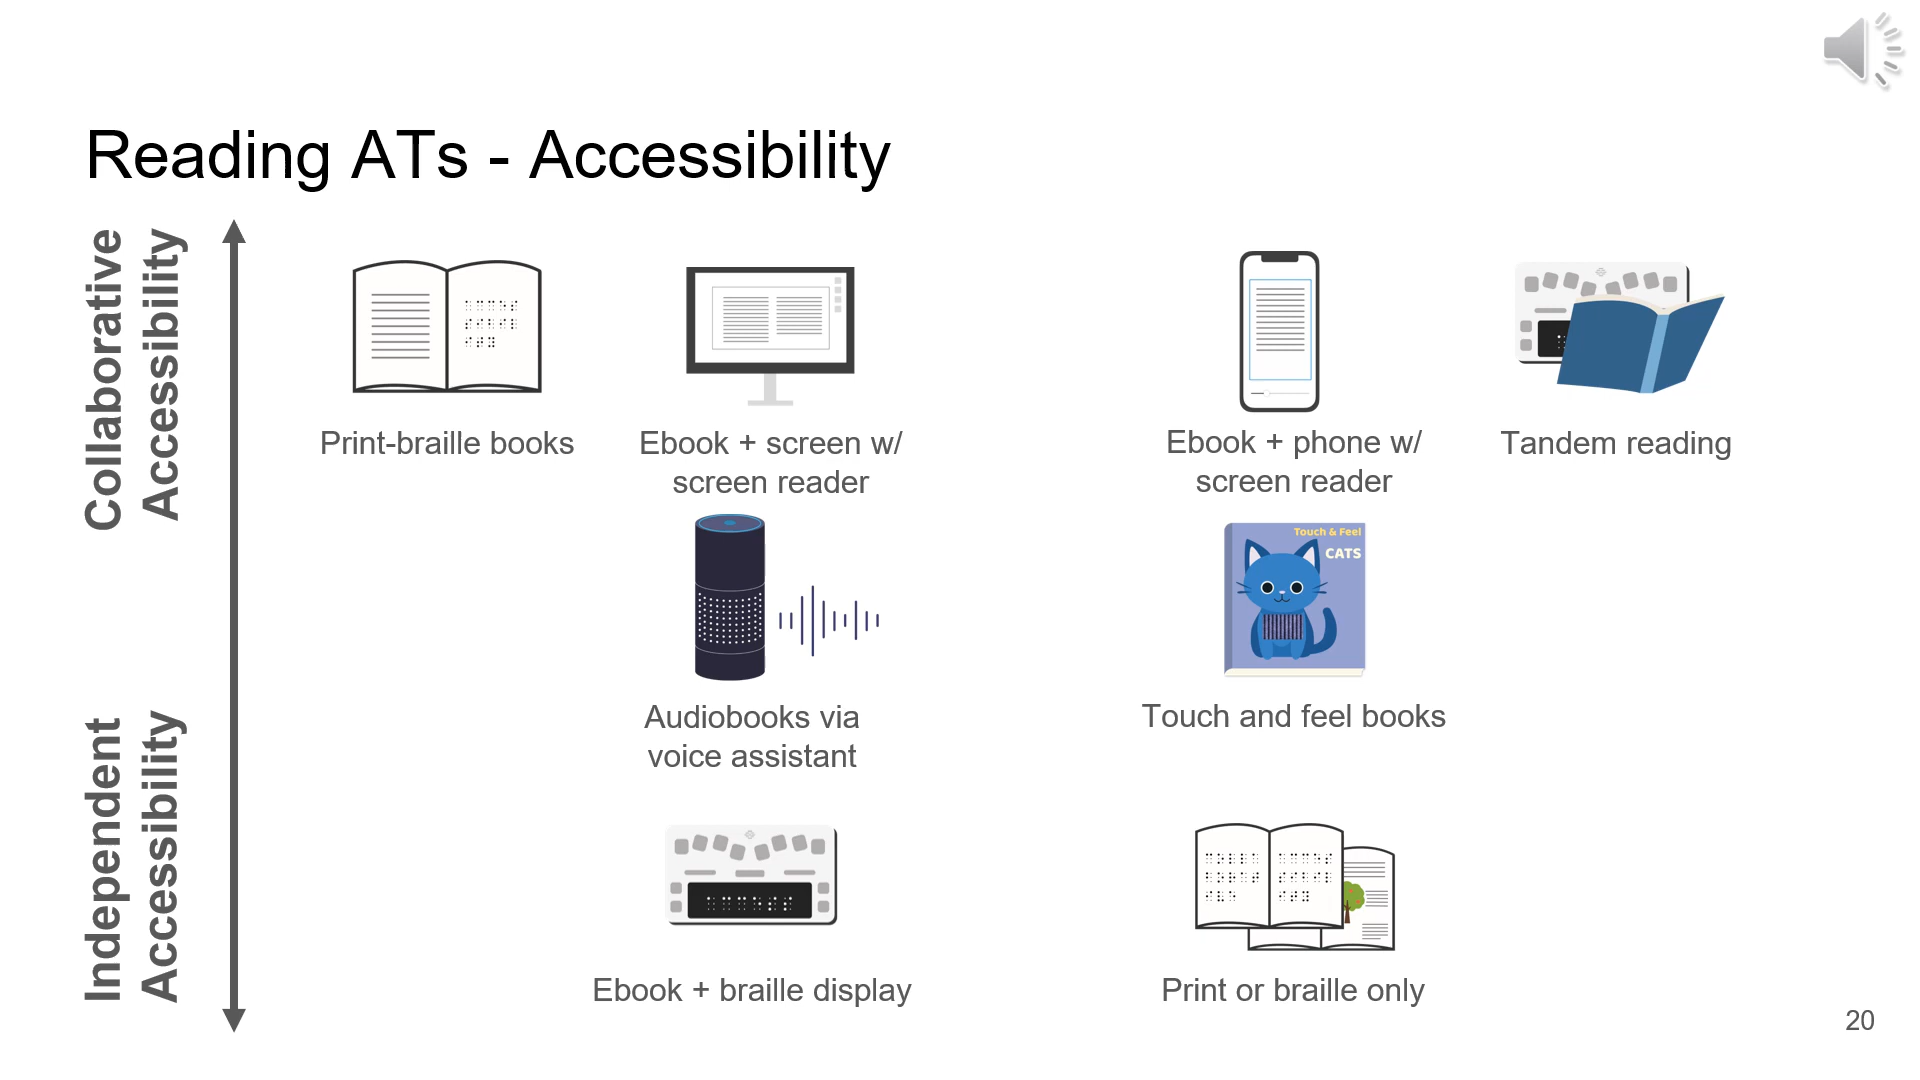 Reading ATs - Accessibility
Collaborative
Accessibility
Print-braille books
Ebook + screen w/
screen reader
Ebook + phone w/
screen reader
Tandem reading
Touch & Feel
CATS
Audiobooks via
voice assistant
Touch and feel books
Independent
Accessibility
Ebook + braille display
Print or braille only
20